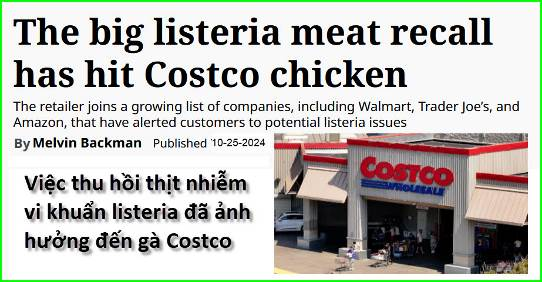 The big listeria meat recall
has hit Costco chicken
The retailer joins a growing list of companies, including Walmart, Trader Joe's, and
Amazon, that have alerted customers to potential listeria issues
By Melvin Backman Published 10-25-2024
Việc thu hồi thịt nhiễm
vi khuẩn listeria đã ảnh
hưởng đến gà Costco
COSTCO
WHOLESALE